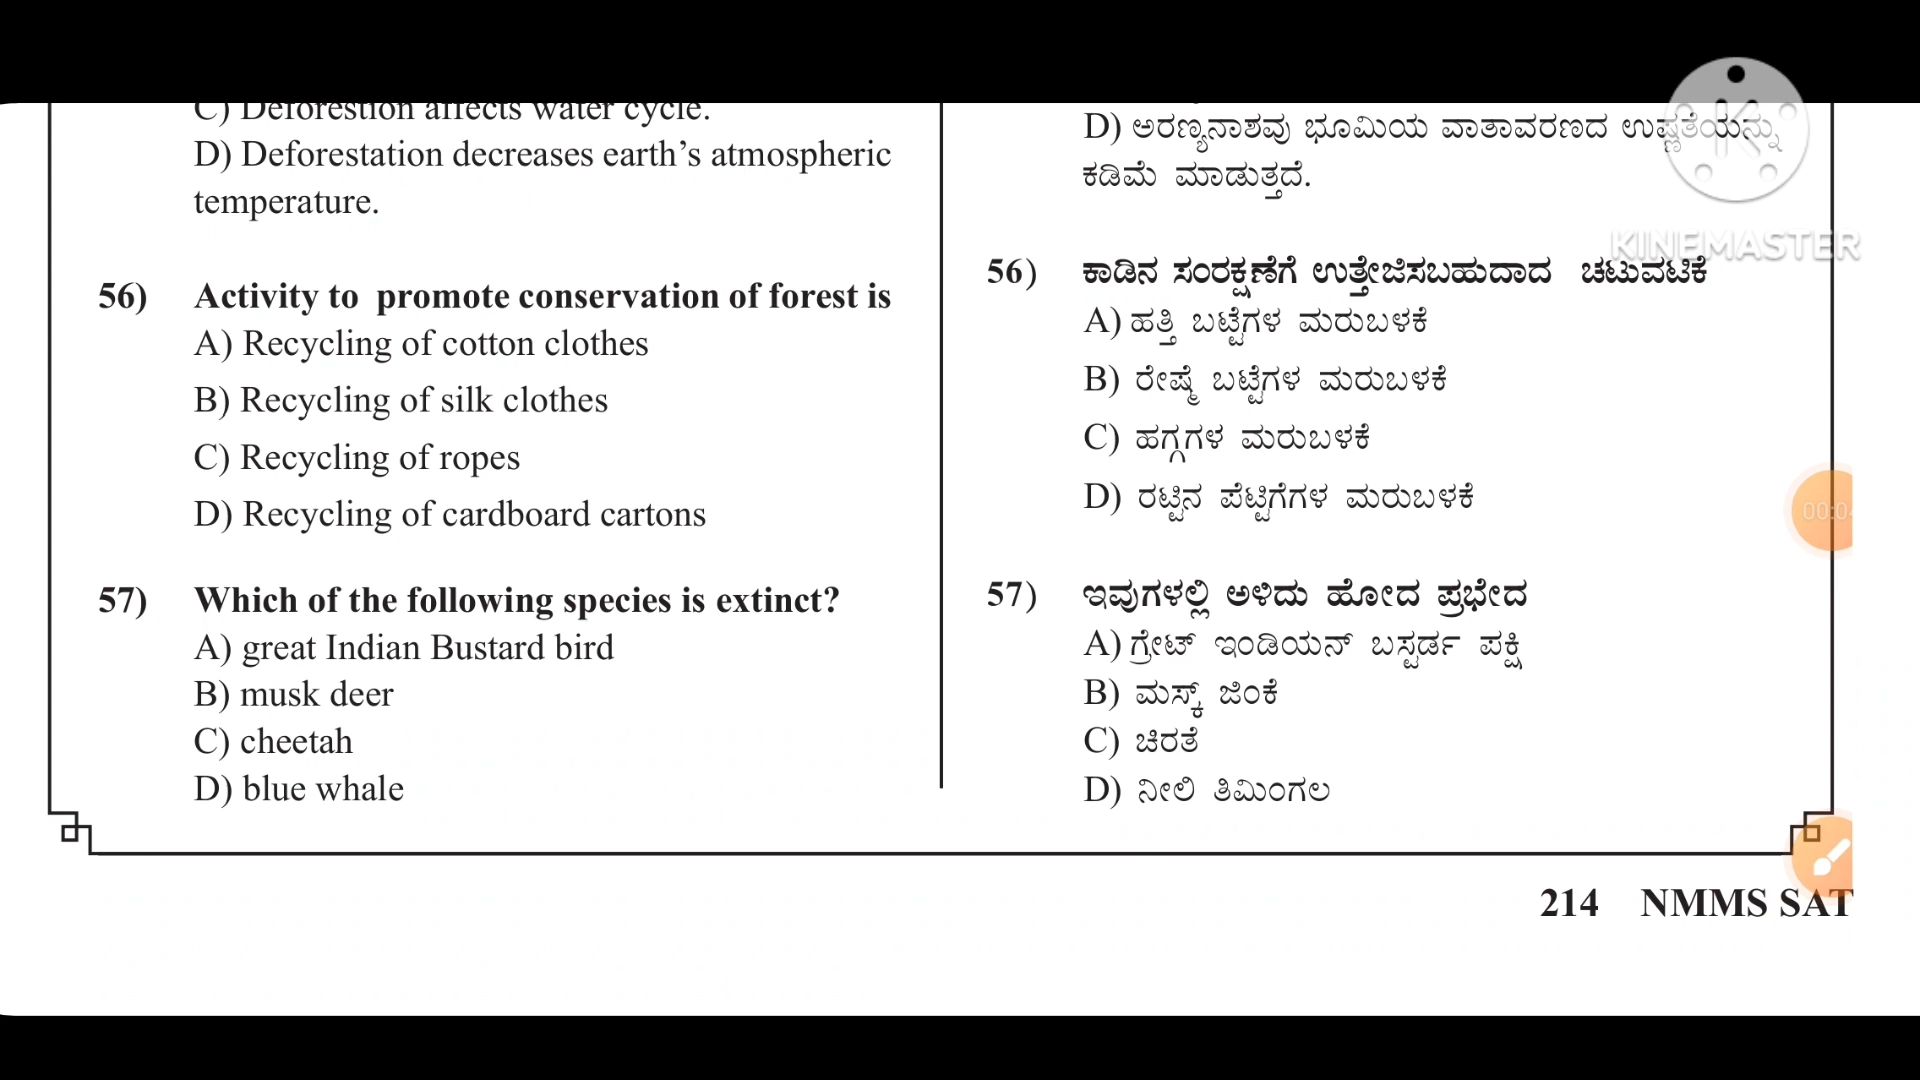 C) Deforestion affects water cycle.
D) Deforestation decreases earth's atmospheric
temperature.
56) Activity to promote conservation of forest is
A) Recycling of cotton clothes
B) Recycling of silk clothes
C) Recycling of ropes
D) Recycling of cardboard cartons
57) Which of the following species is extinct?
A) great Indian Bustard bird
B) musk deer
C) cheetah
D) blue whale
D) ಅರಣ್ಯನಾಶವು ಭೂಮಿಯ ವಾತಾವರಣದ ಉಷ್ಣತೆಯನ್ನು
ಕಡಿಮೆ ಮಾಡುತ್ತದೆ.
56) ಕಾಡಿನ ಸಂರಕ್ಷಣೆಗೆ ಉತ್ತೇಜಿಸಬಹುದಾದ ಚಟುವಟಿಕೆ
A) ಹತ್ತಿ ಬಟ್ಟೆಗಳ ಮರುಬಳಕೆ
B) ರೇಷ್ಮೆ ಬಟ್ಟೆಗಳ ಮರುಬಳಕೆ
C) ಹಗ್ಗಗಳ ಮರುಬಳಕೆ
D) ರಟ್ಟಿನ ಪೆಟ್ಟಿಗೆಗಳ ಮರುಬಳಕೆ
57) ಇವುಗಳಲ್ಲಿ ಅಳಿದು ಹೋದ ಪ್ರಭೇದ
A) ಗ್ರೇಟ್ ಇಂಡಿಯನ್ ಬಸ್ಟರ್ಡ ಪಕ್ಷಿ
B) ಮಸ್ಕ್ ಜಿಂಕೆ
C) ಚಿರತೆ
D) ನೀಲಿ ತಿಮಿಂಗಲ
KINEMASTER
214 NMMS SAT